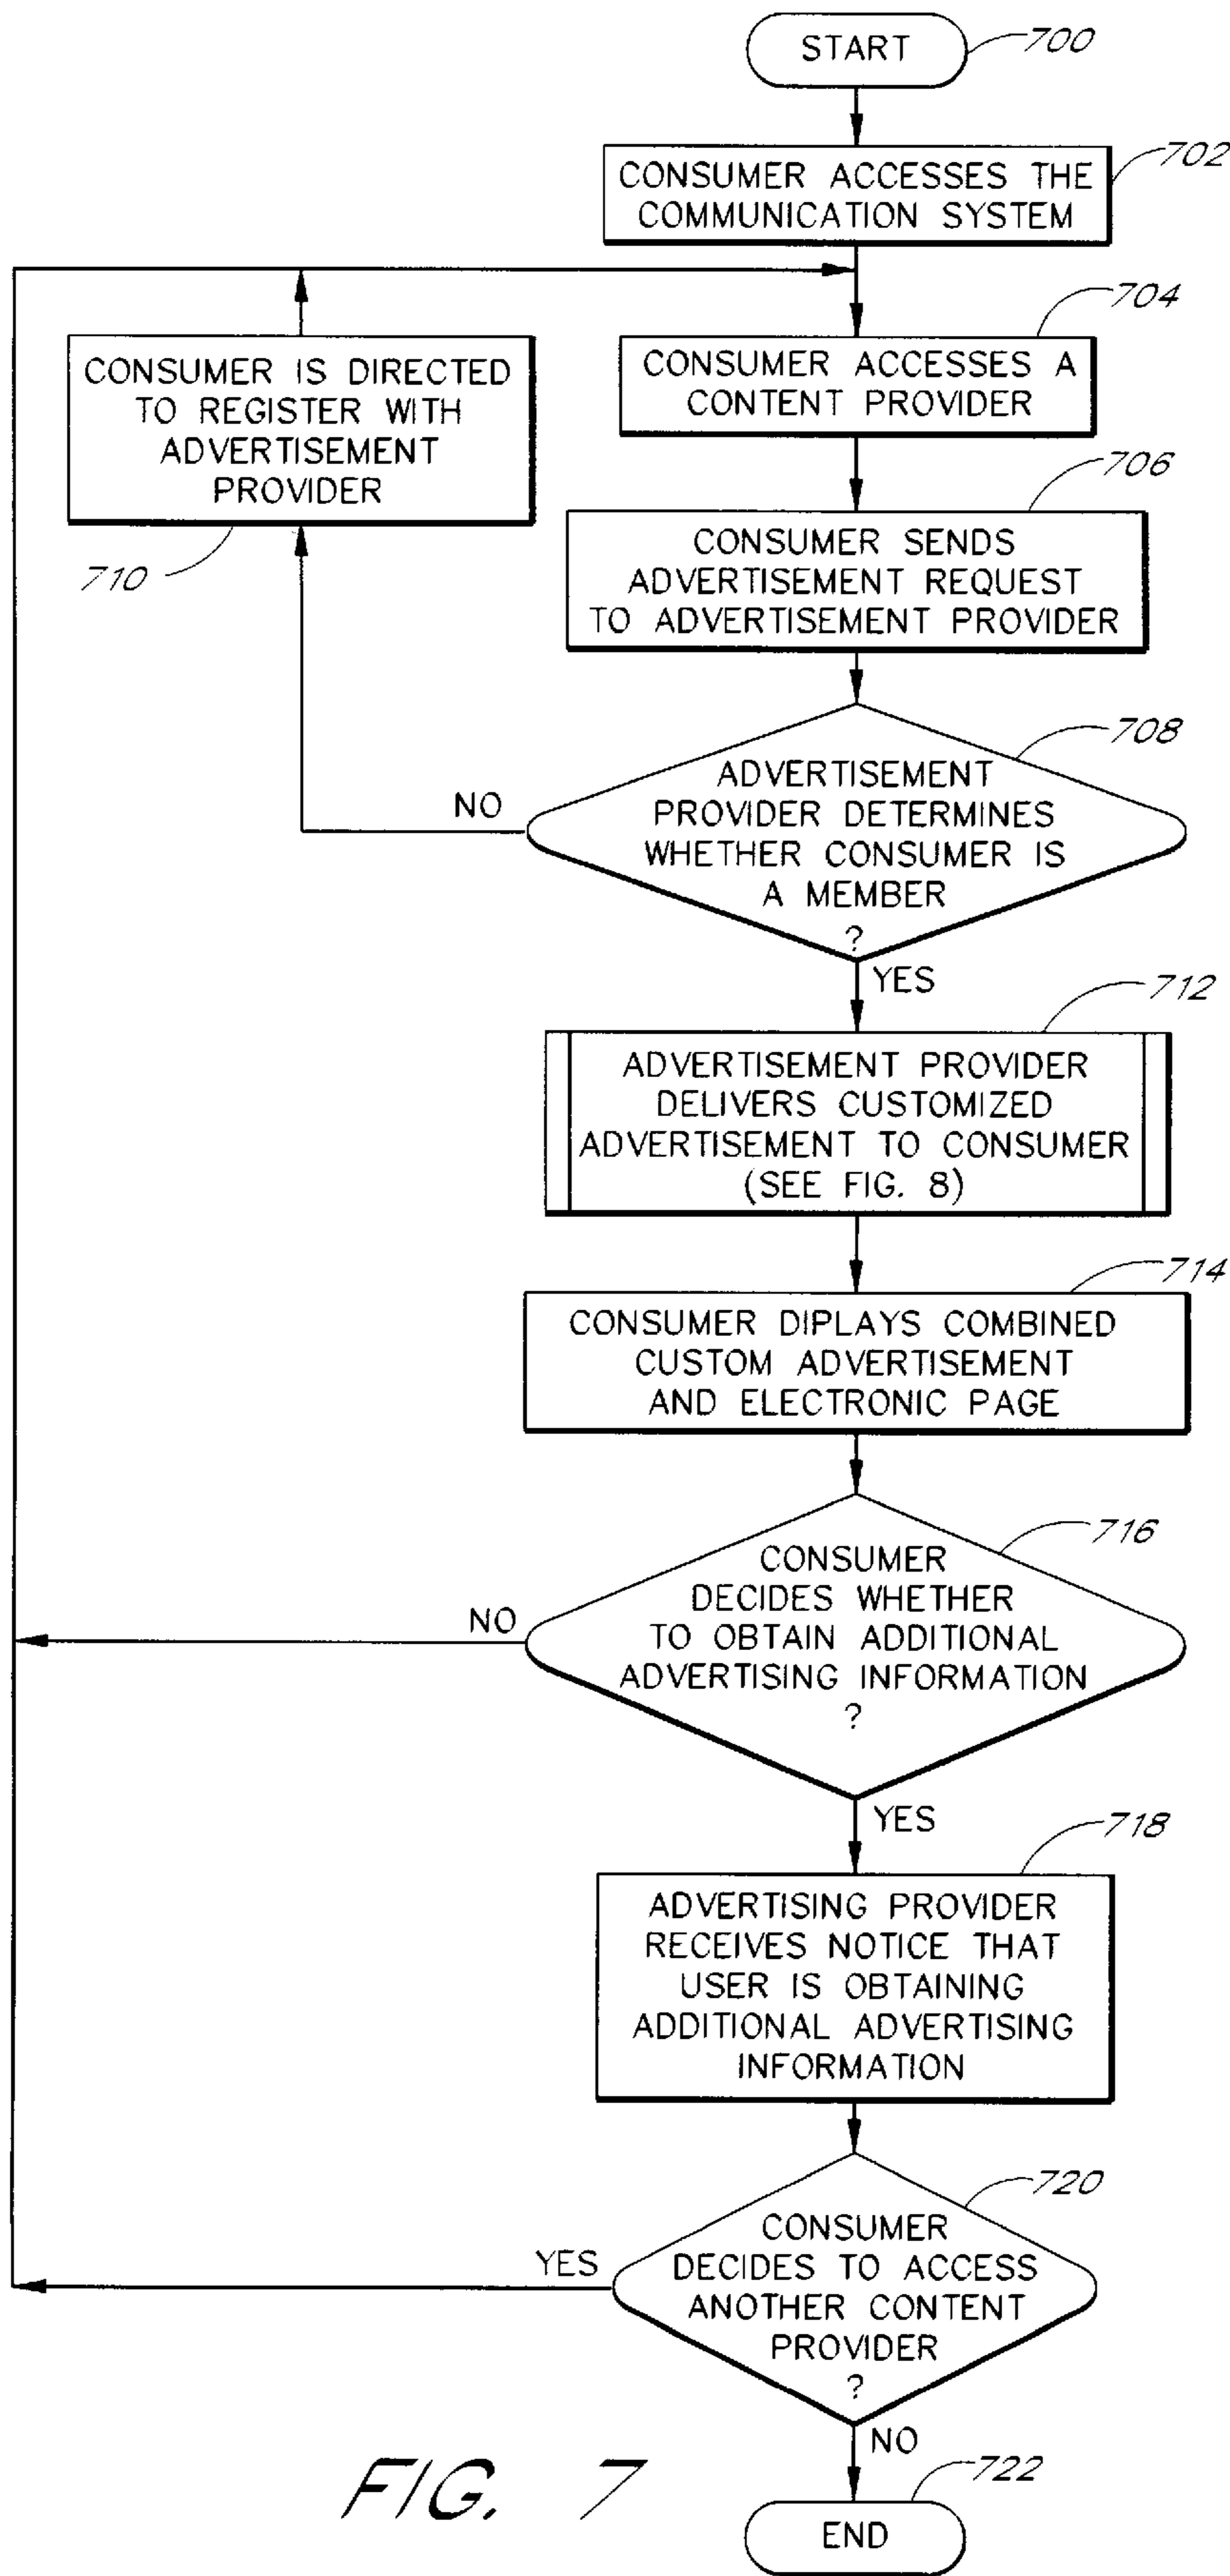 START
700
CONSUMER ACCESSES THE
COMMUNICATION SYSTEM
702
CONSUMER ACCESSES A
CONTENT PROVIDER
704
CONSUMER IS DIRECTED
TO REGISTER WITH
ADVERTISEMENT
PROVIDER
710
CONSUMER SENDS
ADVERTISEMENT REQUEST
TO ADVERTISEMENT PROVIDER
706
ADVERTISEMENT
PROVIDER DETERMINES
WHETHER CONSUMER IS
A MEMBER
?
708
NO
YES
ADVERTISEMENT PROVIDER
DELIVERS CUSTOMIZED
ADVERTISEMENT TO CONSUMER
(SEE FIG. 8)
712
CONSUMER DIPLAYS COMBINED
CUSTOM ADVERTISEMENT
AND ELECTRONIC PAGE
714
CONSUMER
DECIDES WHETHER
TO OBTAIN ADDITIONAL
ADVERTISING INFORMATION
?
716
NO
YES
ADVERTISING PROVIDER
RECEIVES NOTICE THAT
USER IS OBTAINING
ADDITIONAL ADVERTISING
INFORMATION
718
CONSUMER
DECIDES TO ACCESS
ANOTHER CONTENT
PROVIDER
?
720
YES
NO
END
722
FIG. 7